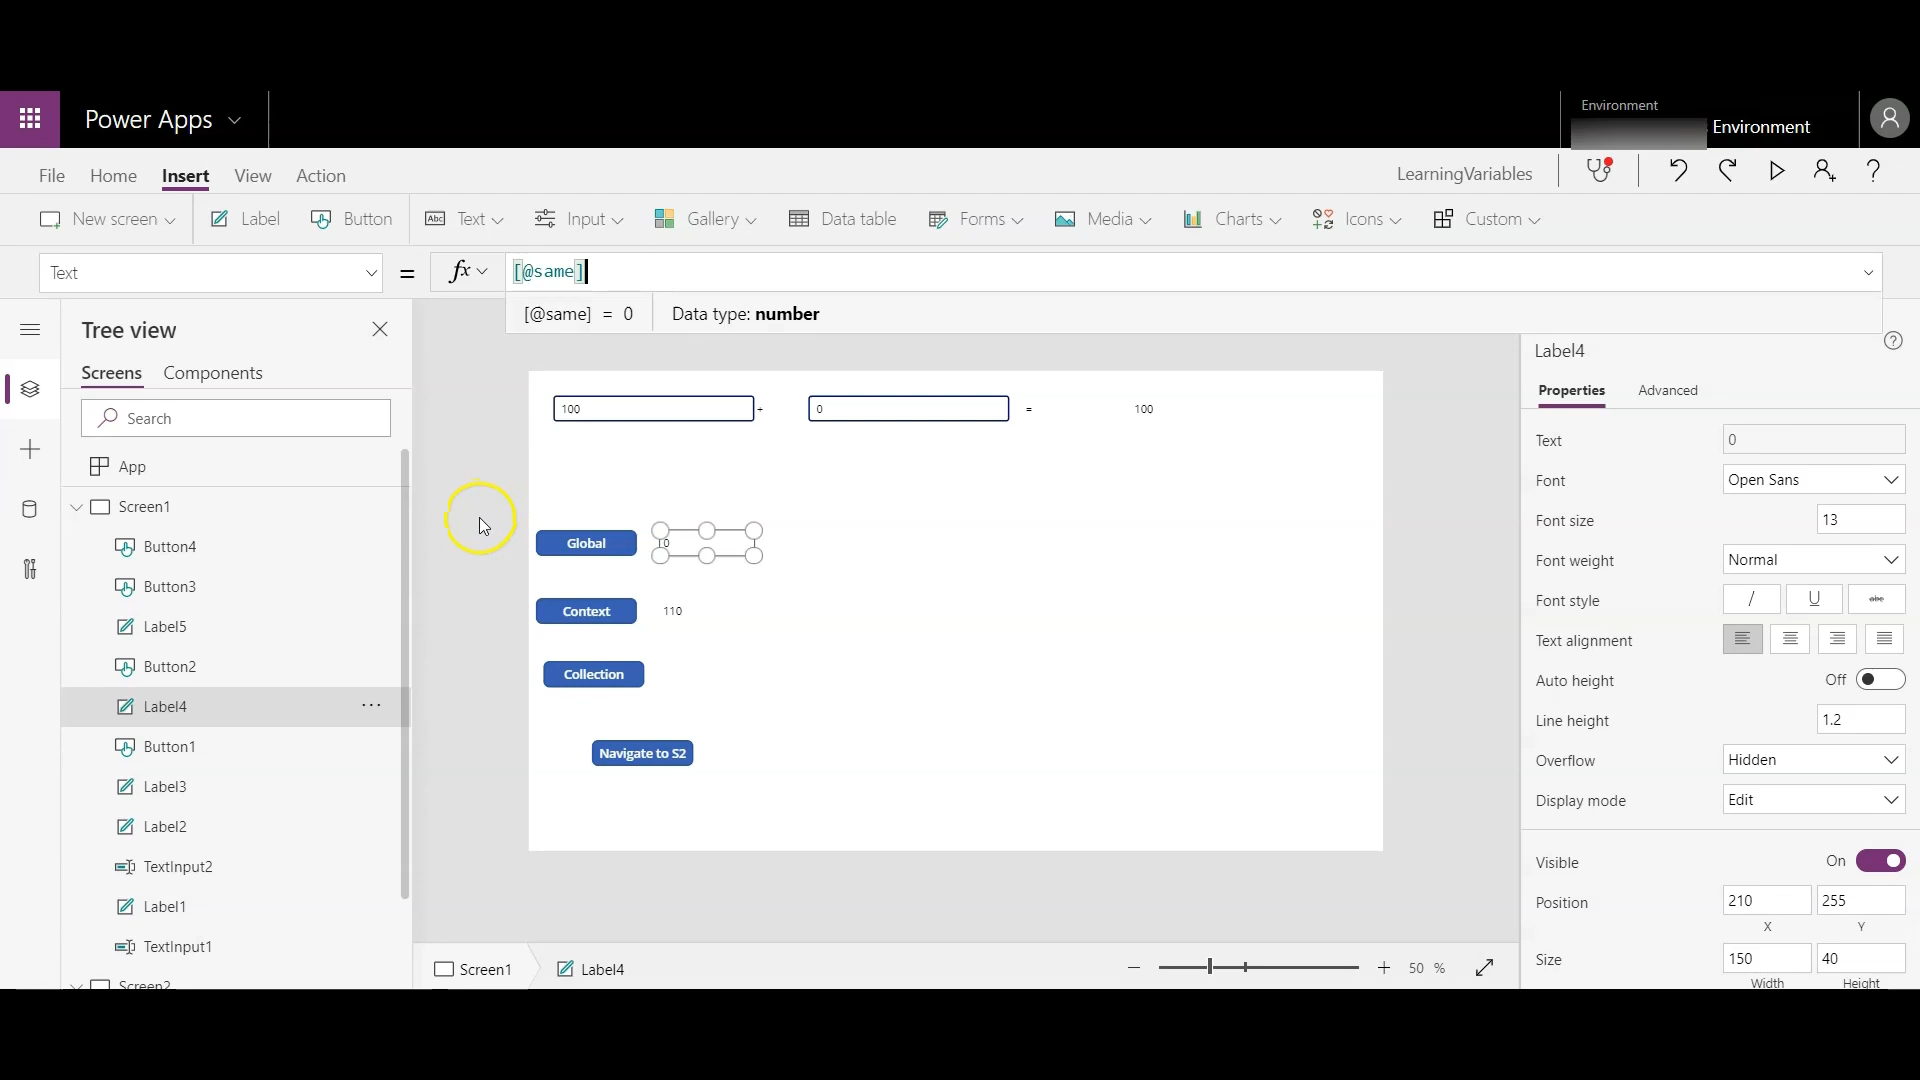 Power Apps
Environment
Environment
File Home Insert View Action
LearningVariables
New screen Label Button Abc Text Input Gallery Data table Forms Media Charts Icons Custom
Text = fx [@same]
[@same] = 0 Data type: number
Tree view
Screens Components
Search
App
Screen1
Button4
Button3
Label5
Button2
Label4 ...
Button1
Label3
Label2
TextInput2
Label1
TextInput1
Screen2
100 + 0 = 100
Global 0
Context 110
Collection
Navigate to S2
Screen1 Label4
50 %
Label4
Properties Advanced
Text 0
Font Open Sans
Font size 13
Font weight Normal
Font style / U abc
Text alignment
Auto height Off
Line height 1.2
Overflow Hidden
Display mode Edit
Visible On
Position 210 255
X Y
Size 150 40
Width Height